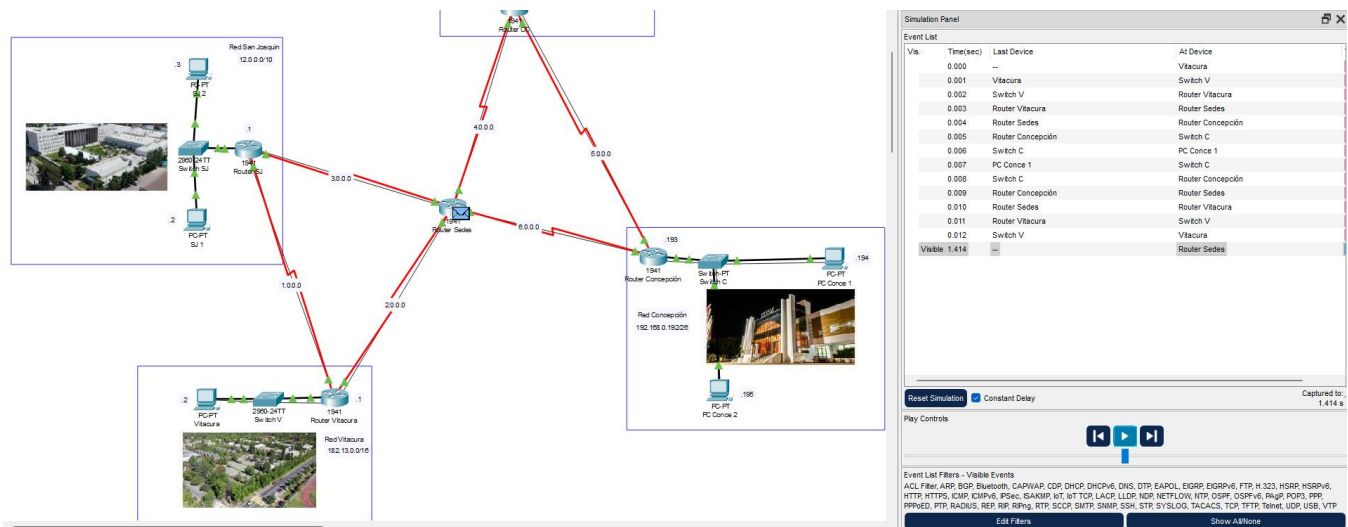 1941
Router CC
Red San Joaquin
12.0.0.0/10
.3
PC-PT
SJ 2
.1
2960-24TT
Switch SJ
1941
Router SJ
.2
PC-PT
SJ 1
3.0.0.0
4.0.0.0
5.0.0.0
1941
Router Sedes
6.0.0.0
1.0.0.0
2.0.0.0
.193
1941
Router Concepción
Switch-PT
Switch C
.194
PC-PT
PC Conce 1
Red Concepción
192.168.0.192/26
.195
PC-PT
PC Conce 2
.2
PC-PT
Vitacura
2960-24TT
Switch V
1941
Router Vitacura
.1
Red Vitacura
182.13.0.0/16
Simulation Panel
Event List
Vis. Time(sec) Last Device At Device
0.000 -- Vitacura
0.001 Vitacura Switch V
0.002 Switch V Router Vitacura
0.003 Router Vitacura Router Sedes
0.004 Router Sedes Router Concepción
0.005 Router Concepción Switch C
0.006 Switch C PC Conce 1
0.007 PC Conce 1 Switch C
0.008 Switch C Router Concepción
0.009 Router Concepción Router Sedes
0.010 Router Sedes Router Vitacura
0.011 Router Vitacura Switch V
0.012 Switch V Vitacura
Visible 1.414 -- Router Sedes
Reset Simulation Constant Delay Captured to:
1.414 s
Play Controls
Event List Filters - Visible Events
ACL Filter, ARP, BGP, Bluetooth, CAPWAP, CDP, DHCP, DHCPv6, DNS, DTP, EAPOL, EIGRP, EIGRPv6, FTP, H.323, HSRP, HSRPv6,
HTTP, HTTPS, ICMP, ICMPv6, IPSec, ISAKMP, IoT, IoT TCP, LACP, LLDP, NDP, NETFLOW, NTP, OSPF, OSPFv6, PAgP, POP3, PPP,
PPPoED, PTP, RADIUS, REP, RIP, RIPng, RTP, SCCP, SMTP, SNMP, SSH, STP, SYSLOG, TACACS, TCP, TFTP, Telnet, UDP, USB, VTP
Edit Filters Show All/None